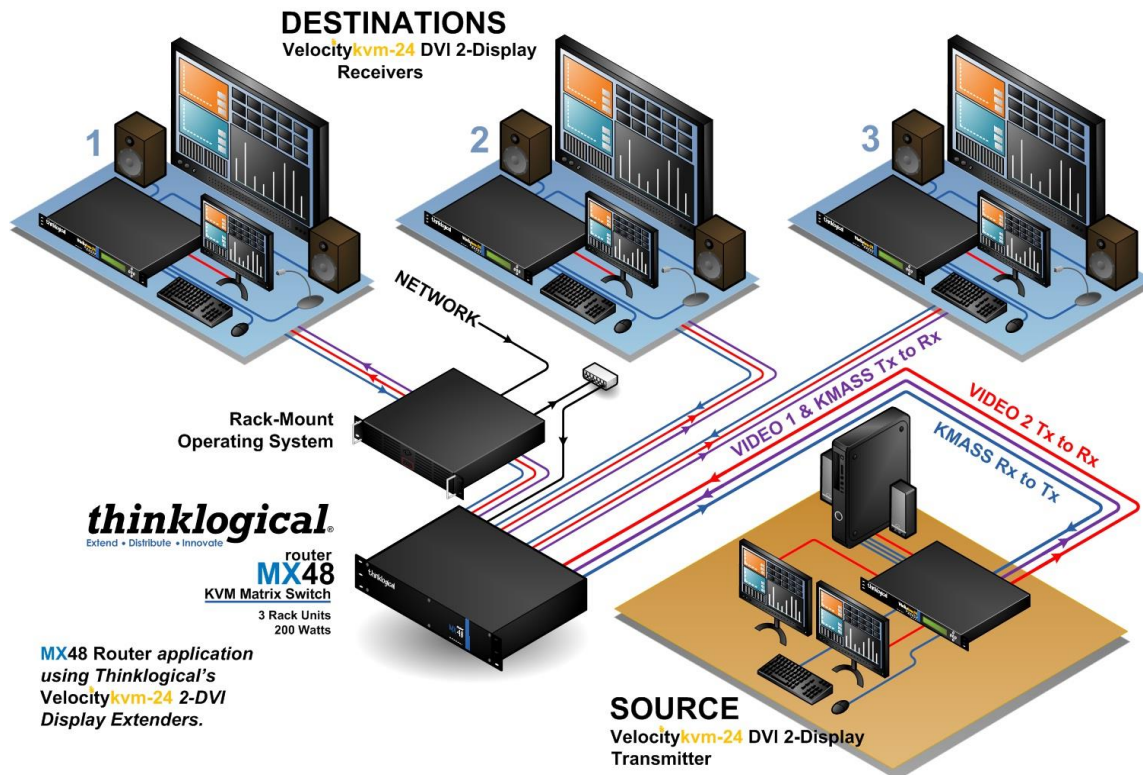 DESTINATIONS
Velocitykvm-24 DVI 2-Display
Receivers
1
2
3
NETWORK
Rack-Mount
Operating System
VIDEO 1 & KMASS Tx to Rx
VIDEO 2 Tx to Rx
KMASS Rx to Tx
thinklogical®
Extend • Distribute • Innovate
router
MX48
KVM Matrix Switch
3 Rack Units
200 Watts
thinklogical
MX48
MX48 Router application
using Thinklogical's
Velocitykvm-24 2-DVI
Display Extenders.
SOURCE
Velocitykvm-24 DVI 2-Display
Transmitter